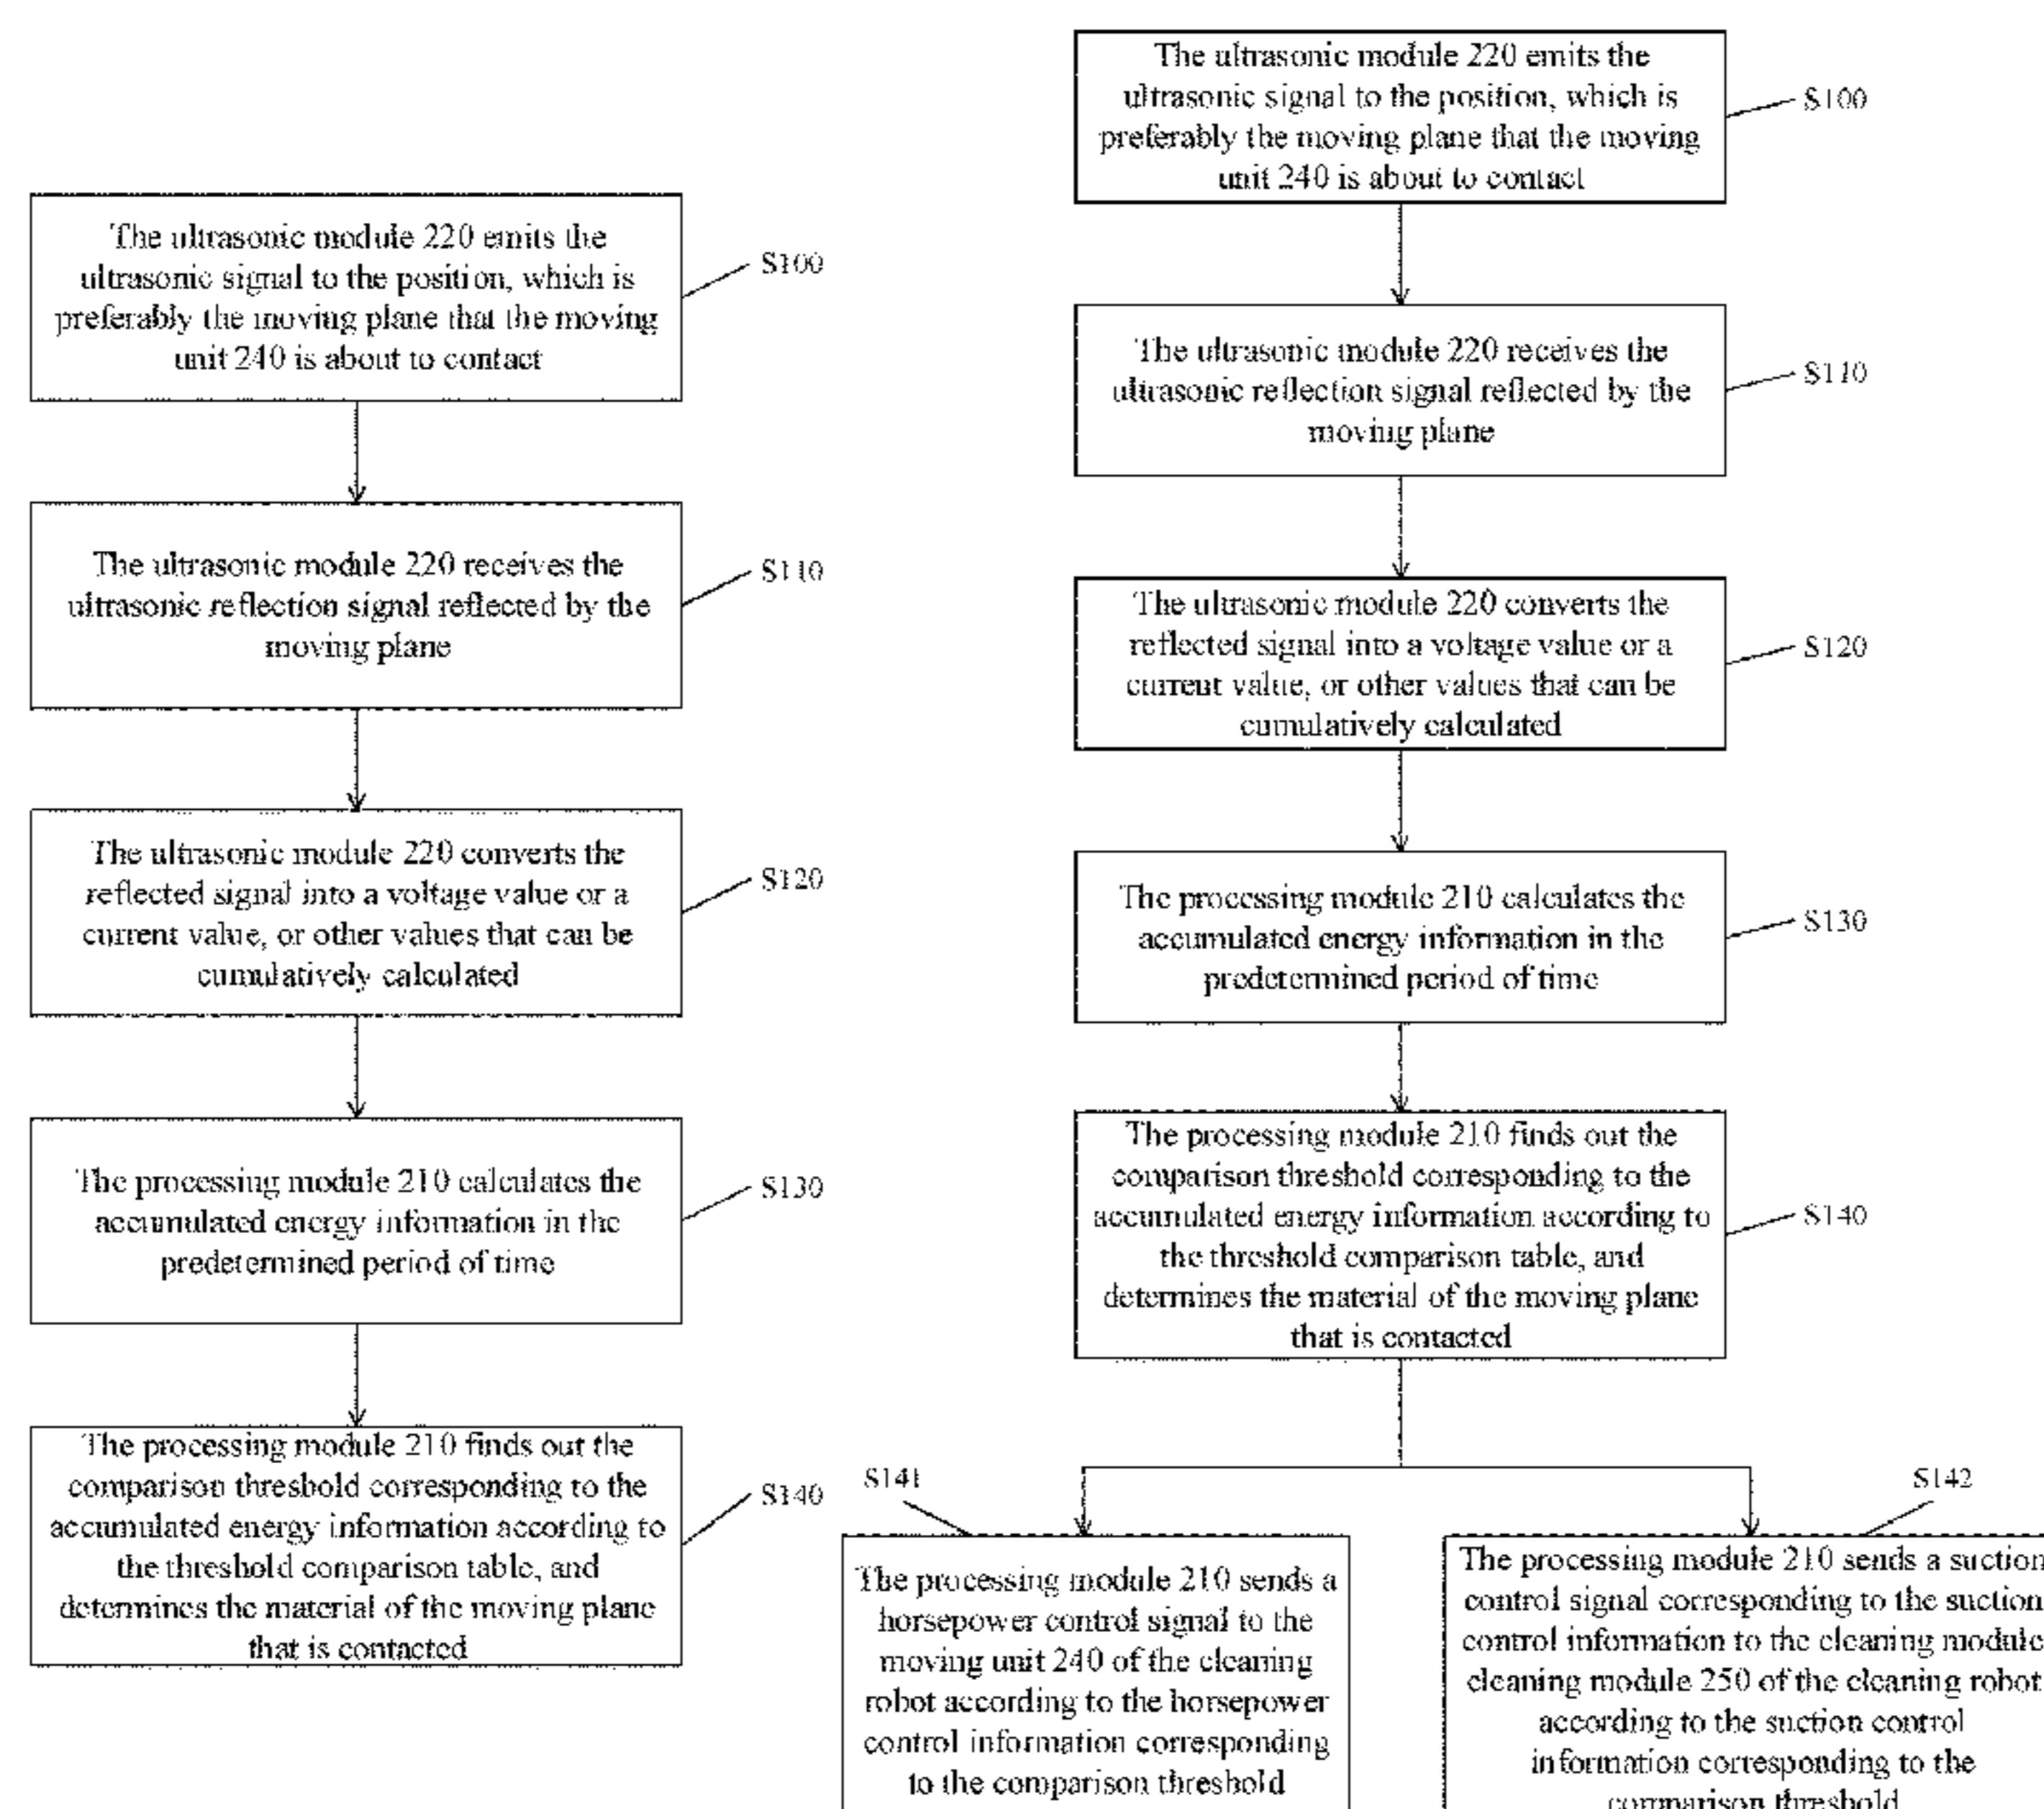 The ultrasonic module 220 emits the
ultrasonic signal to the position, which is
preferably the moving plane that the moving
unit 240 is about to contact
S100
The ultrasonic module 220 receives the
ultrasonic reflection signal reflected by the
moving plane
S110
The ultrasonic module 220 converts the
reflected signal into a voltage value or a
current value, or other values that can be
cumulatively calculated
S120
The processing module 210 calculates the
accumulated energy information in the
predetermined period of time
S130
The processing module 210 finds out the
comparison threshold corresponding to the
accumulated energy information according to
the threshold comparison table, and
determines the material of the moving plane
that is contacted
S140
The ultrasonic module 220 emits the
ultrasonic signal to the position, which is
preferably the moving plane that the moving
unit 240 is about to contact
S100
The ultrasonic module 220 receives the
ultrasonic reflection signal reflected by the
moving plane
S110
The ultrasonic module 220 converts the
reflected signal into a voltage value or a
current value, or other values that can be
cumulatively calculated
S120
The processing module 210 calculates the
accumulated energy information in the
predetermined period of time
S130
The processing module 210 finds out the
comparison threshold corresponding to the
accumulated energy information according to
the threshold comparison table, and
determines the material of the moving plane
that is contacted
S140
S141
The processing module 210 sends a
horsepower control signal to the
moving unit 240 of the cleaning
robot according to the horsepower
control information corresponding
to the comparison threshold
S142
The processing module 210 sends a suction
control signal corresponding to the suction
control information to the cleaning module
cleaning module 250 of the cleaning robot
according to the suction control
information corresponding to the
comparison threshold